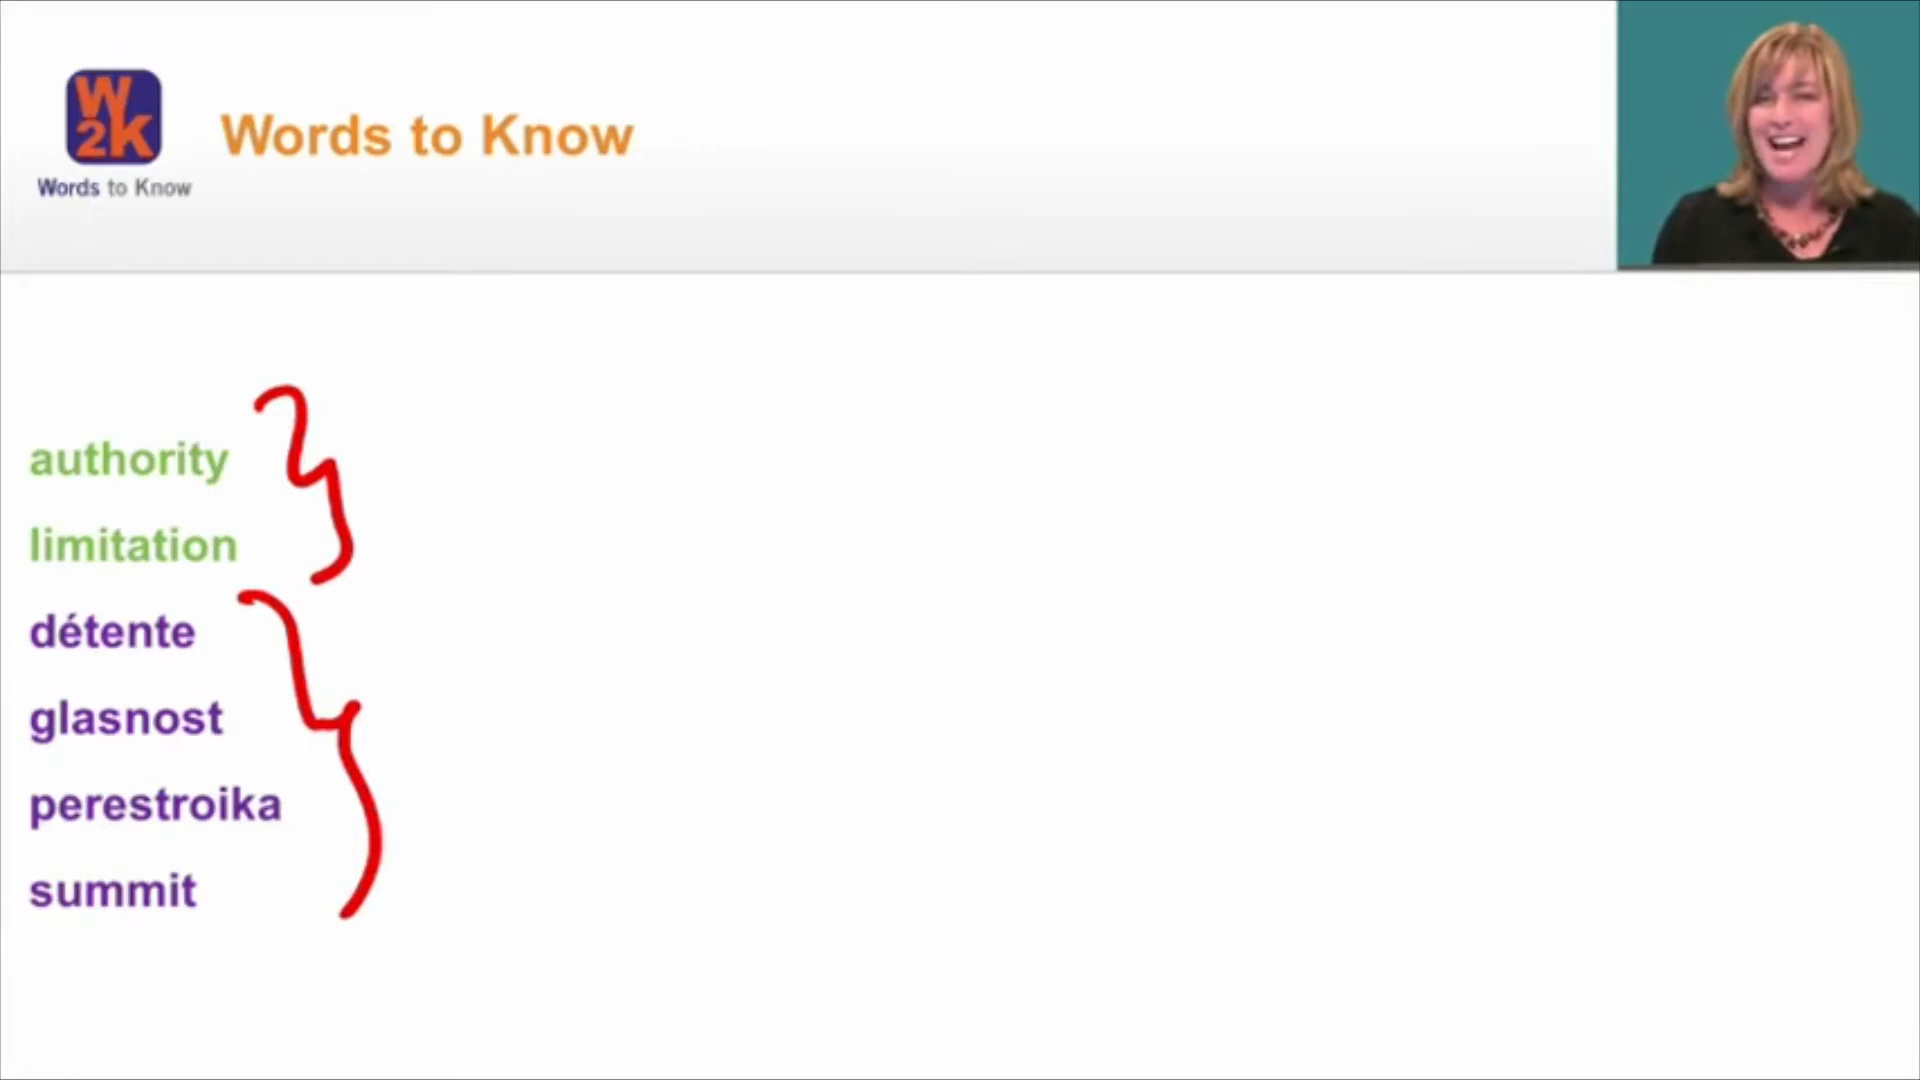 W
2K
Words to Know
Words to Know
authority
limitation
détente
glasnost
perestroika
summit